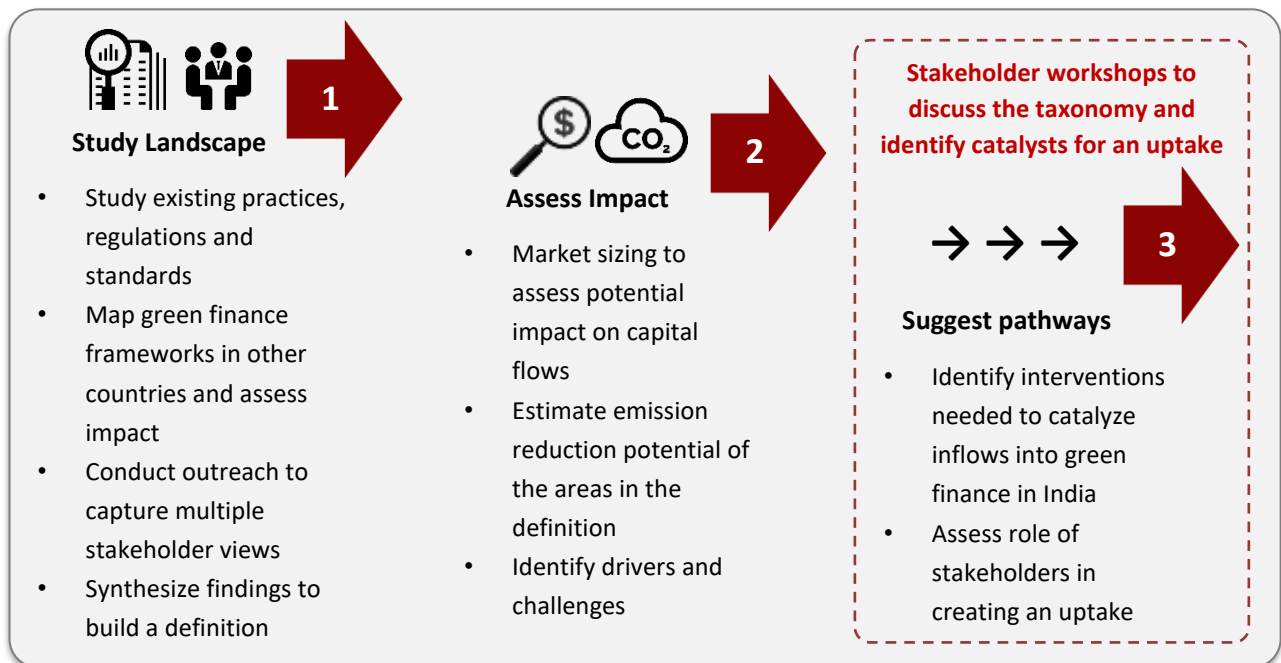 1
Study Landscape
• Study existing practices,
regulations and
standards
• Map green finance
frameworks in other
countries and assess
impact
• Conduct outreach to
capture multiple
stakeholder views
• Synthesize findings to
build a definition
$
CO₂
2
Assess Impact
• Market sizing to
assess potential
impact on capital
flows
• Estimate emission
reduction potential of
the areas in the
definition
• Identify drivers and
challenges
Stakeholder workshops to
discuss the taxonomy and
identify catalysts for an uptake
3
Suggest pathways
• Identify interventions
needed to catalyze
inflows into green
finance in India
• Assess role of
stakeholders in
creating an uptake